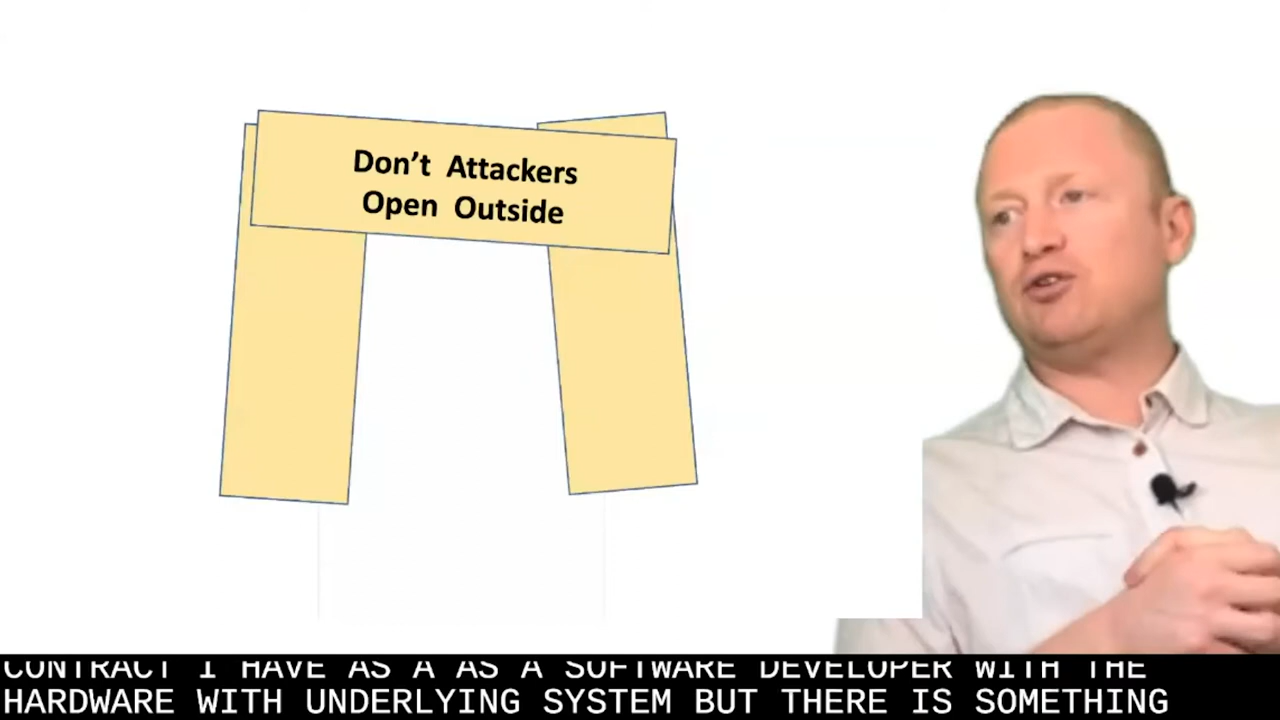 Don't Attackers
Open Outside
CONTRACT I HAVE AS A AS A SOFTWARE DEVELOPER WITH THE
HARDWARE WITH UNDERLYING SYSTEM BUT THERE IS SOMETHING